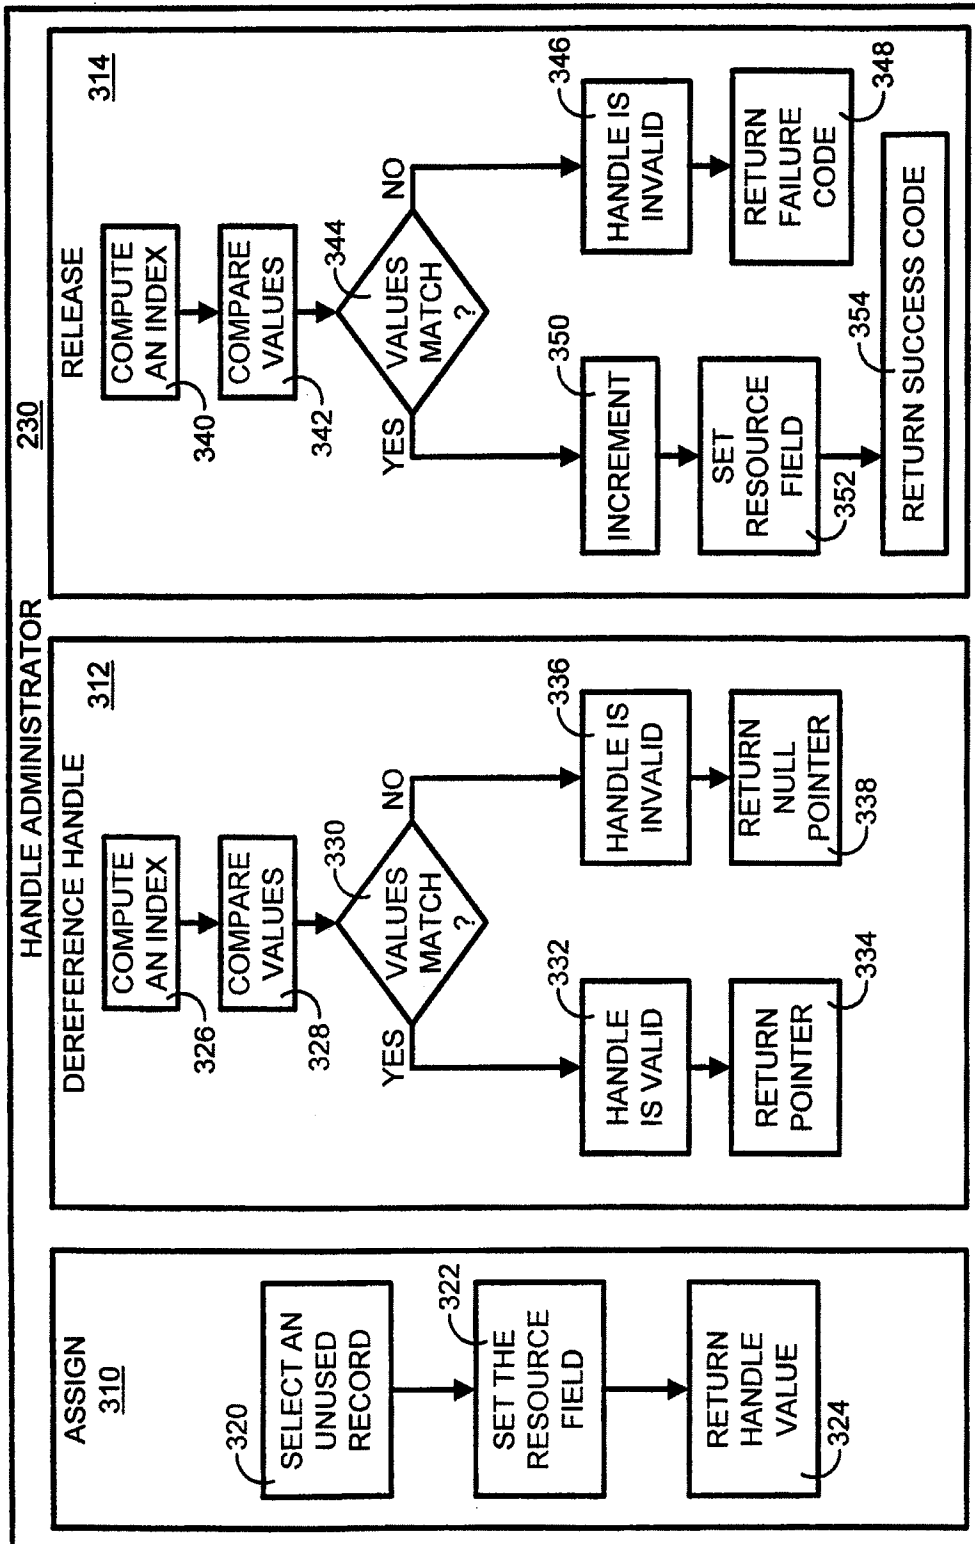 HANDLE ADMINISTRATOR
230
ASSIGN
310
320
SELECT AN
UNUSED
RECORD
322
SET THE
RESOURCE
FIELD
RETURN
HANDLE
VALUE
324
DEREFERENCE HANDLE
312
COMPUTE
AN INDEX
326
COMPARE
VALUES
328
330
VALUES
MATCH
?
YES
NO
332
HANDLE
IS VALID
334
RETURN
POINTER
336
HANDLE IS
INVALID
RETURN
NULL
POINTER
338
RELEASE
314
COMPUTE
AN INDEX
340
COMPARE
VALUES
342
344
VALUES
MATCH
?
YES
NO
350
INCREMENT
SET
RESOURCE
FIELD
352
346
HANDLE IS
INVALID
RETURN
FAILURE
CODE
348
354
RETURN SUCCESS CODE